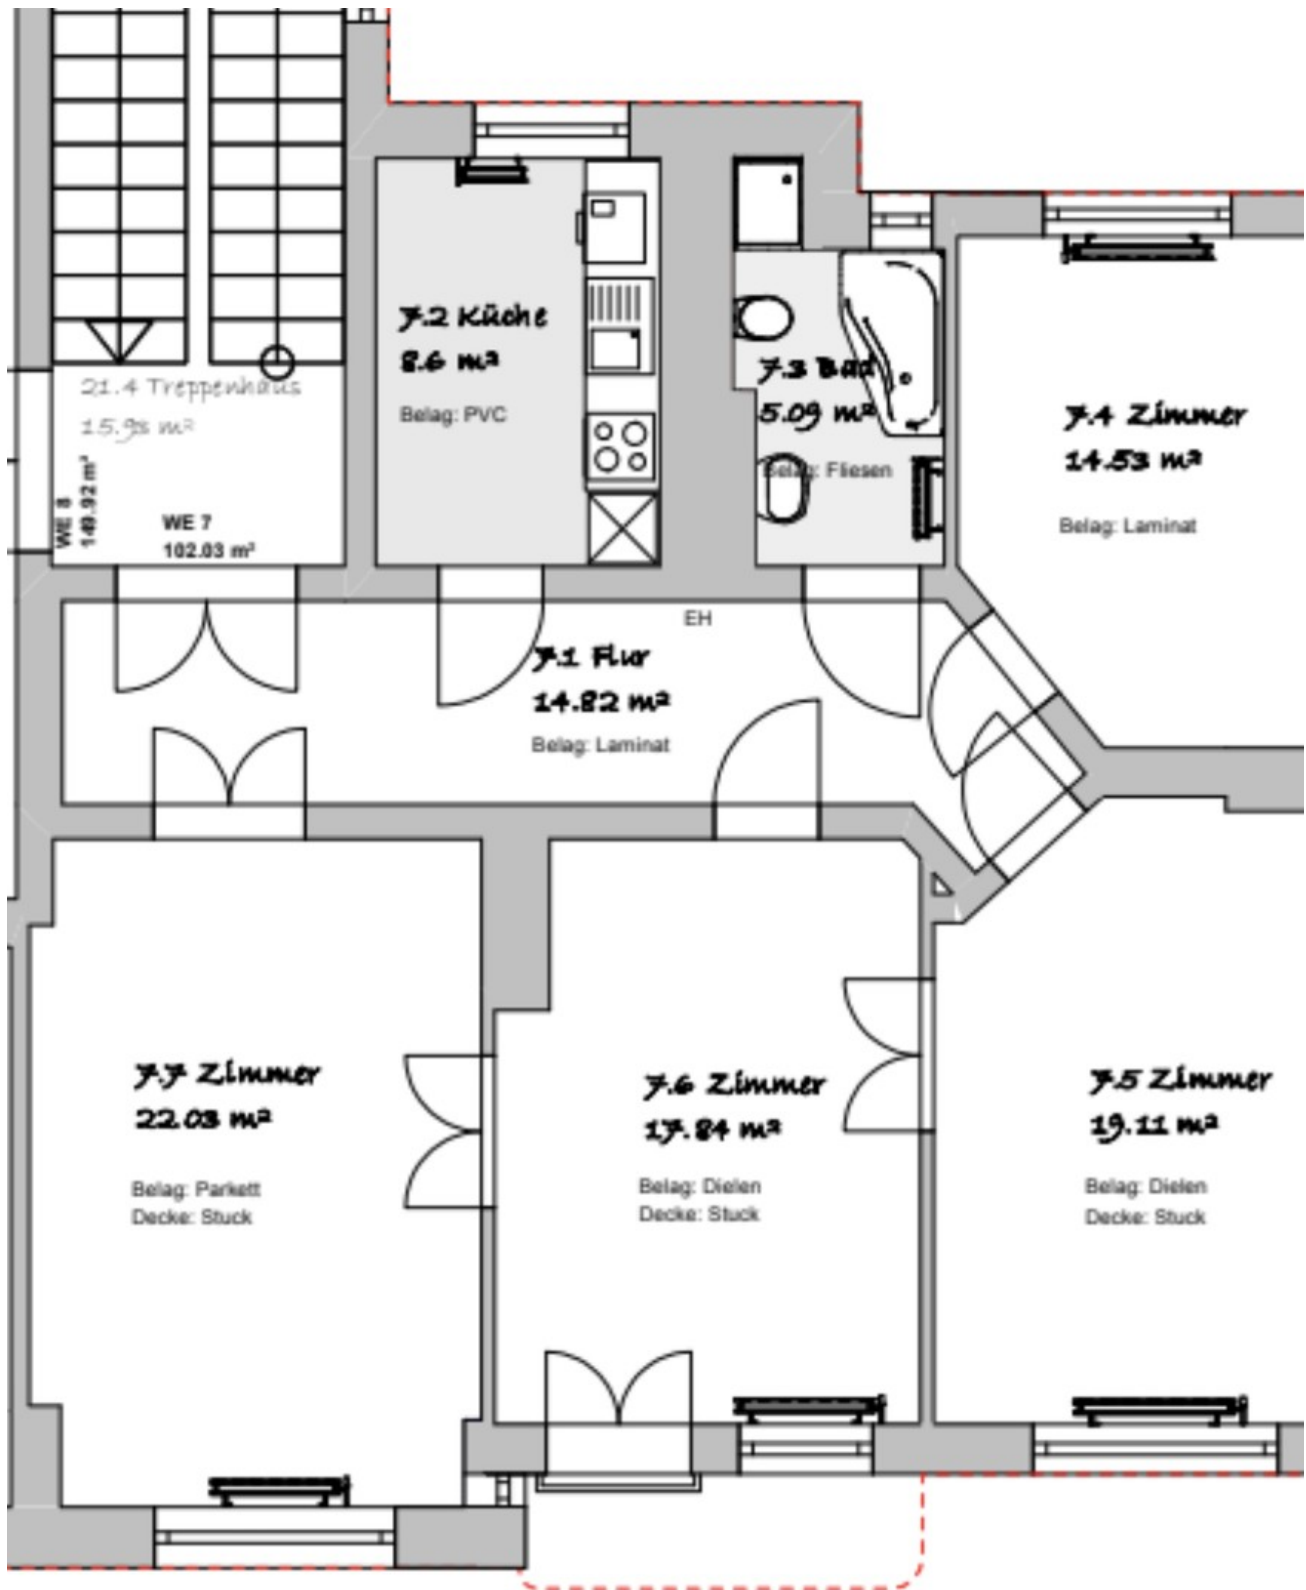 7.2 Küche
8.6 m²
Belag: PVC
21.4 Treppenhaus
15.98 m²
WE 8
149.92 m²
WE 7
102.03 m²
7.3 Bad
5.09 m²
Belag: Fliesen
7.4 Zimmer
14.53 m²
Belag: Laminat
EH
7.1 Flur
14.82 m²
Belag: Laminat
7.7 Zimmer
22.03 m²
Belag: Parkett
Decke: Stuck
7.6 Zimmer
17.84 m²
Belag: Dielen
Decke: Stuck
7.5 Zimmer
19.11 m²
Belag: Dielen
Decke: Stuck